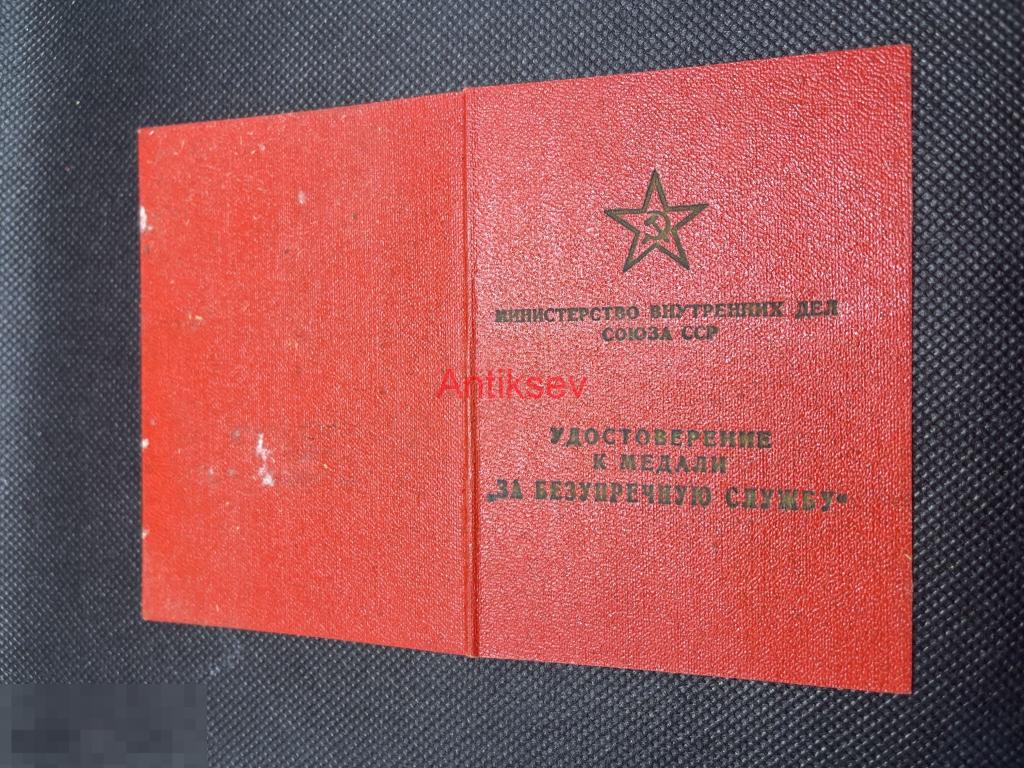 МИНИСТЕРСТВО ВНУТРЕННИХ ДЕЛ
СОЮЗА ССР
Antiksev
УДОСТОВЕРЕНИЕ
К МЕДАЛИ
„ЗА БЕЗУПРЕЧНУЮ СЛУЖБУ“